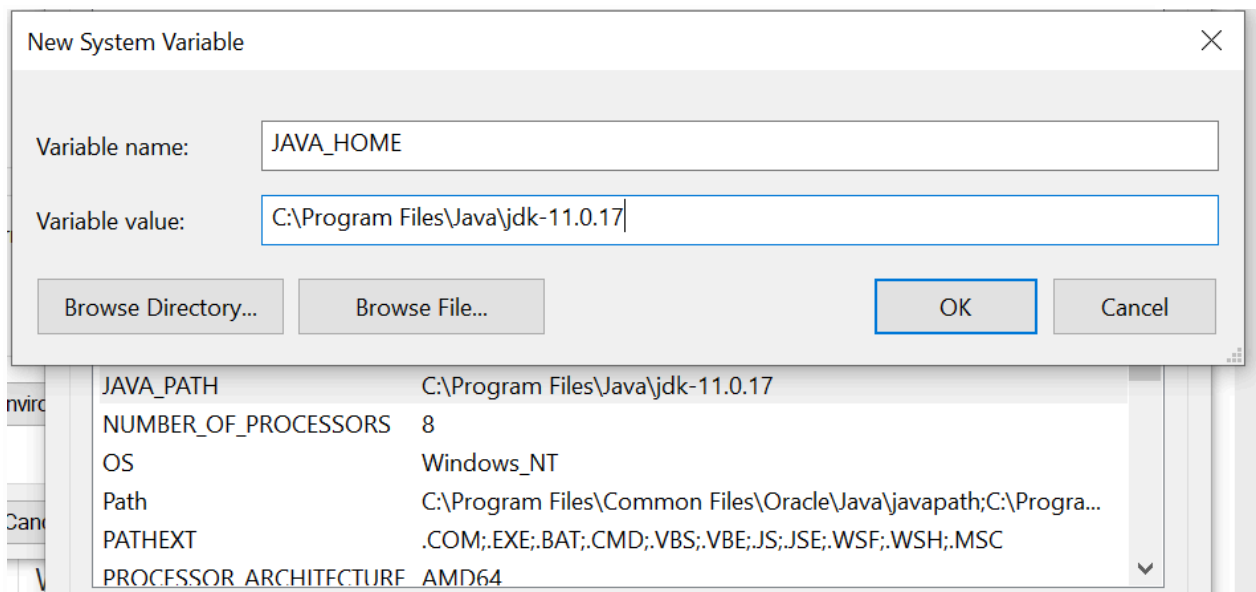 New System Variable
Variable name: JAVA_HOME
Variable value: C:\Program Files\Java\jdk-11.0.17
Browse Directory... Browse File... OK Cancel
JAVA_PATH C:\Program Files\Java\jdk-11.0.17
NUMBER_OF_PROCESSORS 8
OS Windows_NT
Path C:\Program Files\Common Files\Oracle\Java\javapath;C:\Progra...
PATHEXT .COM;.EXE;.BAT;.CMD;.VBS;.VBE;.JS;.JSE;.WSF;.WSH;.MSC
PROCESSOR_ARCHITECTURE AMD64